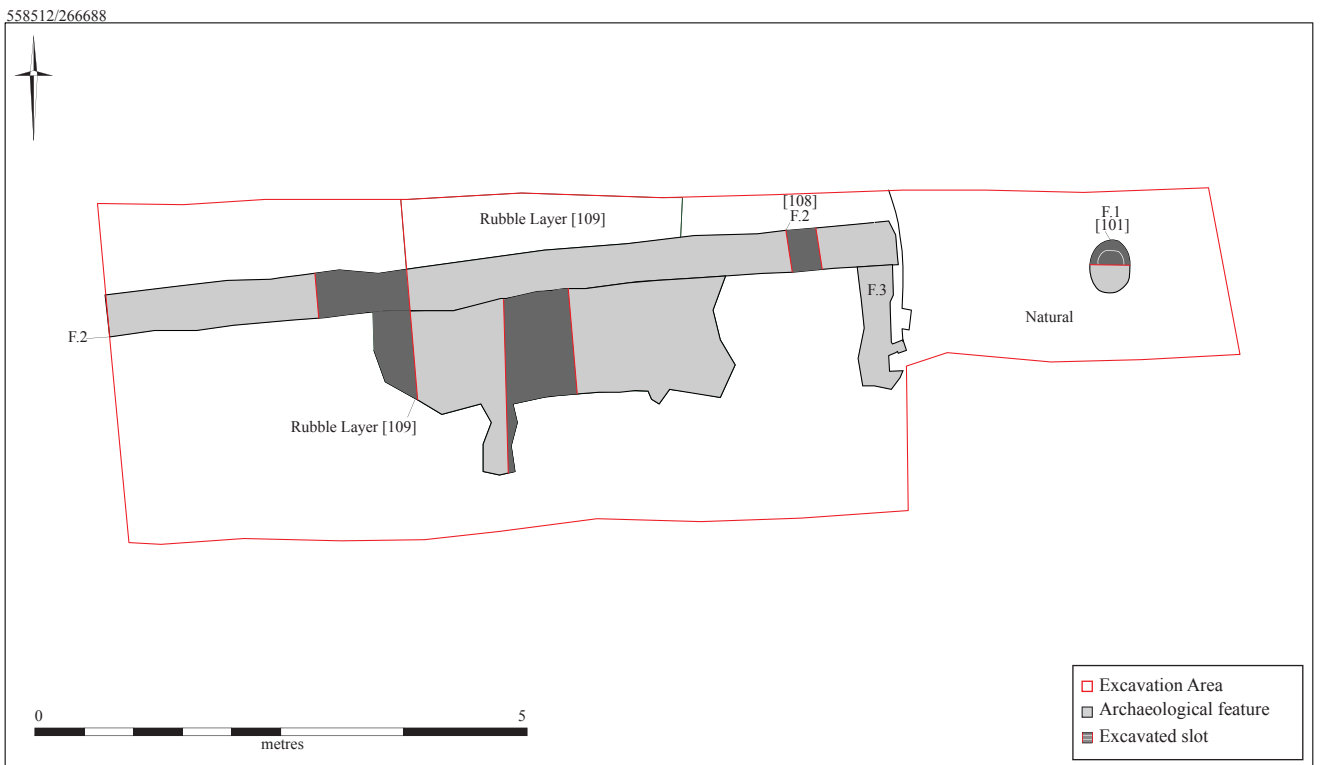 558512/266688
Rubble Layer [109]
[108]
F.2
F.1
[101]
F.3
Natural
F.2
Rubble Layer [109]
0
5
metres
Excavation Area
Archaeological feature
Excavated slot